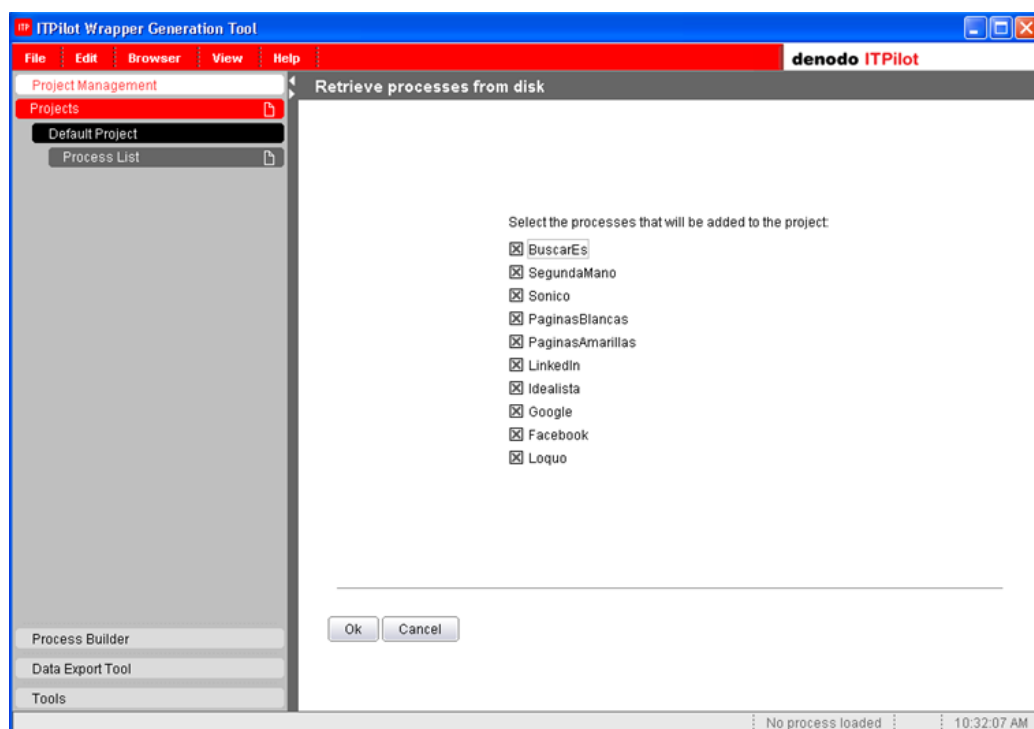 ITP ITPilot Wrapper Generation Tool
File Edit Browser View Help denodo ITPilot
Project Management
Projects
Default Project
Process List
Process Builder
Data Export Tool
Tools
Retrieve processes from disk
Select the processes that will be added to the project:
BuscarEs
SegundaMano
Sonico
PaginasBlancas
PaginasAmarillas
LinkedIn
Idealista
Google
Facebook
Loquo
Ok Cancel
No process loaded 10:32:07 AM